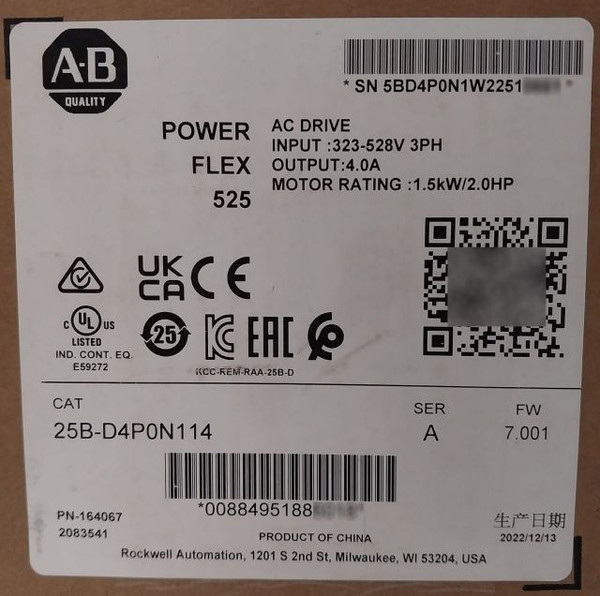 A-B
QUALITY
* SN 5BD4P0N1W2251
POWER
FLEX
525
AC DRIVE
INPUT :323-528V 3PH
OUTPUT:4.0A
MOTOR RATING :1.5kW/2.0HP
UK
CA CE
C UL US
LISTED
IND. CONT. EQ.
E59272
25
KC EAC
KCC-REM-RAA-25B-D
CAT
25B-D4P0N114
SER
A
FW
7.001
*0088495188
PN-164067
2083541
生产日期
2022/12/13
PRODUCT OF CHINA
Rockwell Automation, 1201 S 2nd St, Milwaukee, WI 53204, USA